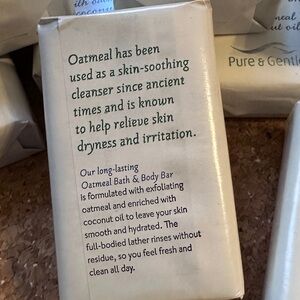 Oatmeal has been
used as a skin-soothing
cleanser since ancient
times and is known
to help relieve skin
dryness and irritation.
Our long-lasting
Oatmeal Bath & Body Bar
is formulated with exfoliating
oatmeal and enriched with
coconut oil to leave your skin
smooth and hydrated. The
full-bodied lather rinses without
residue, so you feel fresh and
clean all day.
Pure & Gentle
coconut